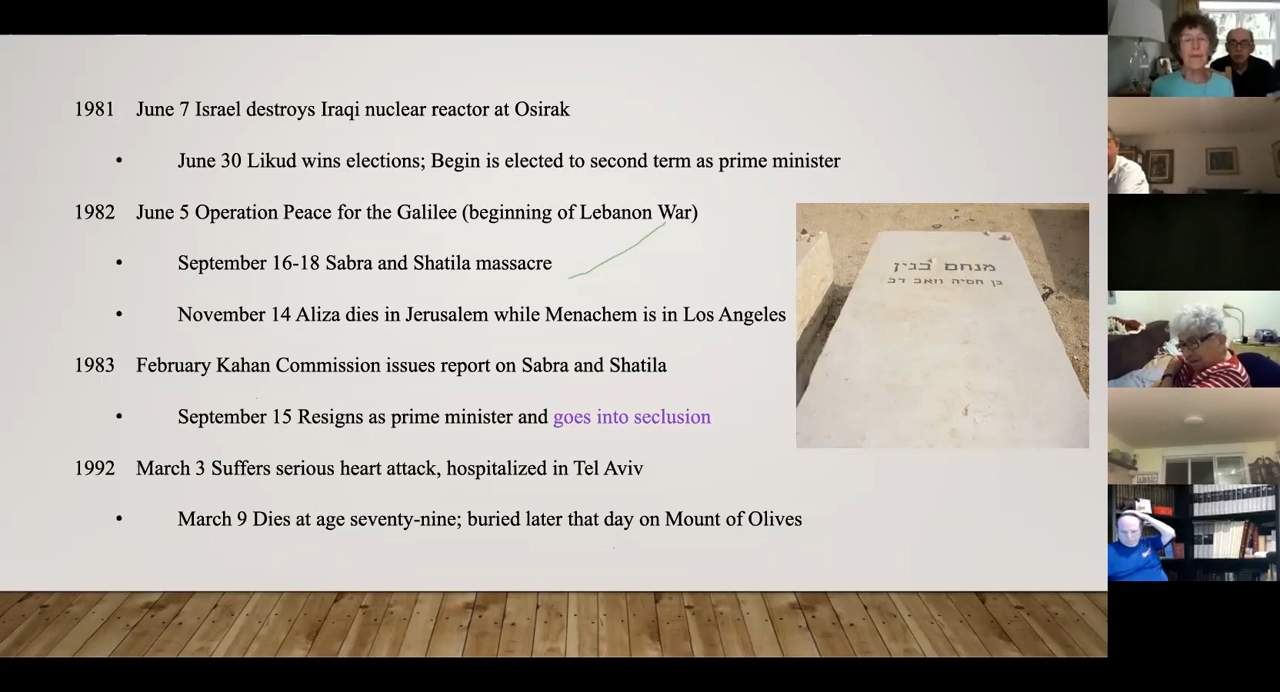 1981 June 7 Israel destroys Iraqi nuclear reactor at Osirak
• June 30 Likud wins elections; Begin is elected to second term as prime minister
1982 June 5 Operation Peace for the Galilee (beginning of Lebanon War)
• September 16-18 Sabra and Shatila massacre
• November 14 Aliza dies in Jerusalem while Menachem is in Los Angeles
1983 February Kahan Commission issues report on Sabra and Shatila
• September 15 Resigns as prime minister and goes into seclusion
1992 March 3 Suffers serious heart attack, hospitalized in Tel Aviv
• March 9 Dies at age seventy-nine; buried later that day on Mount of Olives
מנחם בגין
בן חסיה וזאב דב